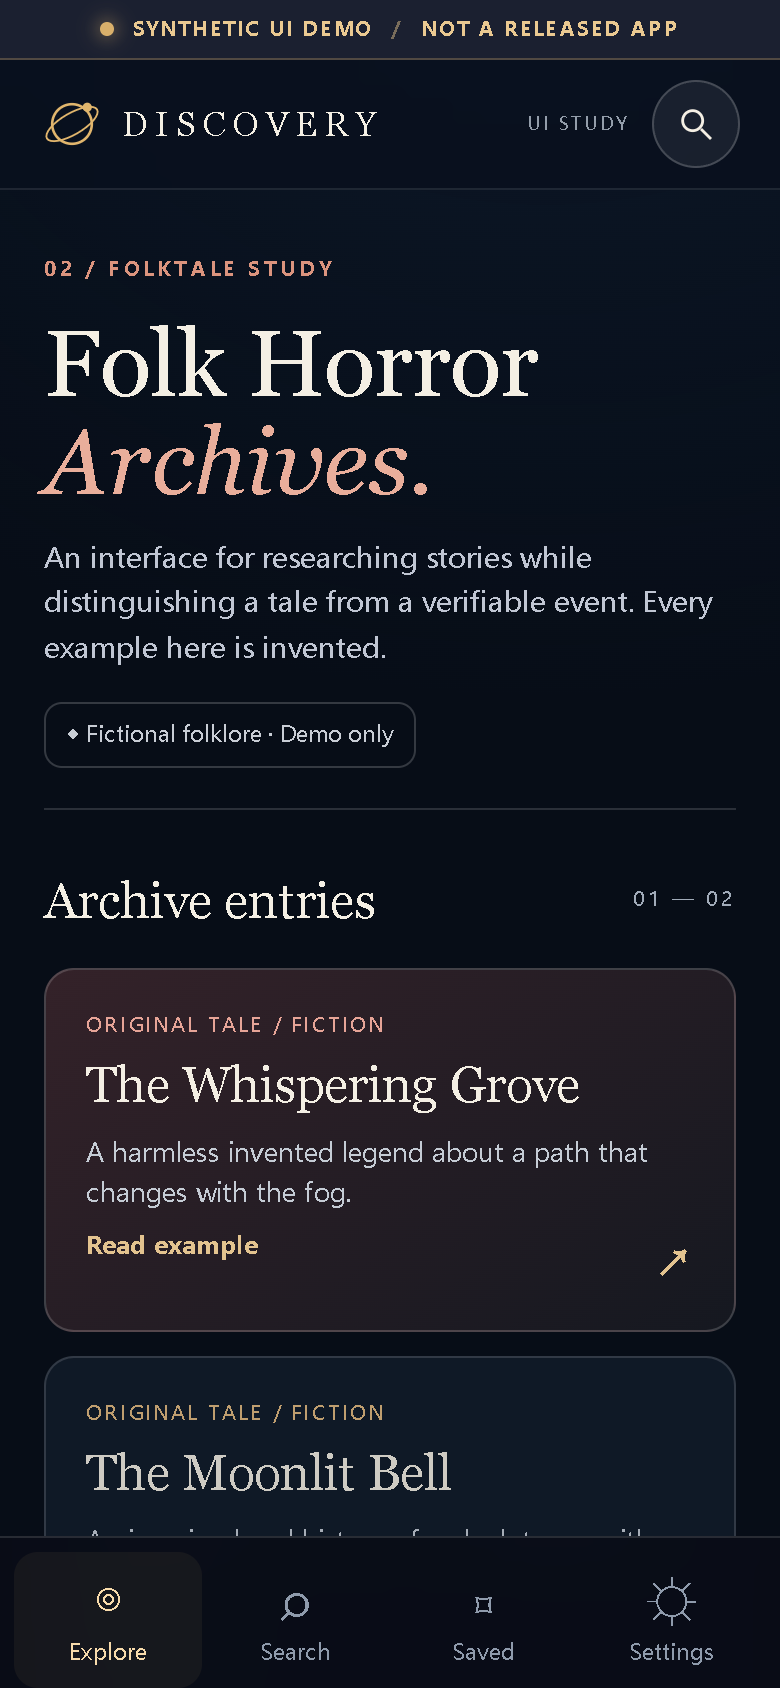 SYNTHETIC UI DEMO / NOT A RELEASED APP
DISCOVERY
UI STUDY
02 / FOLKTALE STUDY
Folk Horror
Archives.
An interface for researching stories while
distinguishing a tale from a verifiable event. Every
example here is invented.
Fictional folklore · Demo only
Archive entries
01 — 02
ORIGINAL TALE / FICTION
The Whispering Grove
A harmless invented legend about a path that
changes with the fog.
Read example
ORIGINAL TALE / FICTION
The Moonlit Bell
Explore
Search
Saved
Settings